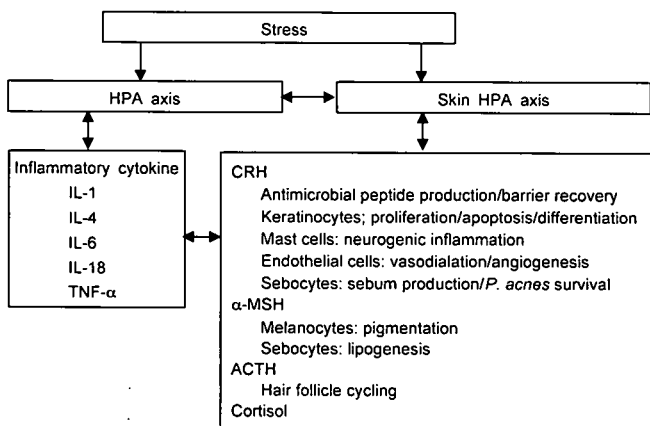 Stress
HPA axis
Skin HPA axis
Inflammatory cytokine
IL-1
IL-4
IL-6
IL-18
TNF-α
CRH
Antimicrobial peptide production/barrier recovery
Keratinocytes; proliferation/apoptosis/differentiation
Mast cells: neurogenic inflammation
Endothelial cells: vasodialation/angiogenesis
Sebocytes: sebum production/P. acnes survival
α-MSH
Melanocytes: pigmentation
Sebocytes: lipogenesis
ACTH
Hair follicle cycling
Cortisol